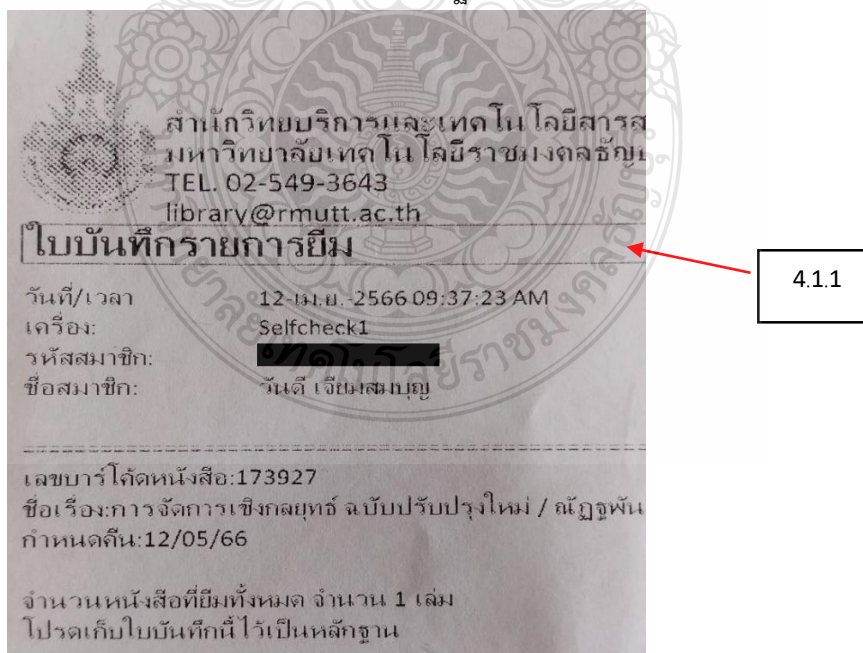 สำนักวิทยบริการและเทคโนโลยีสารส
มหาวิทยาลัยเทคโนโลยีราชมงคลธัญบ
TEL. 02-549-3643
library@rmutt.ac.th
ใบบันทึกรายการยืม
4.1.1
วันที่/เวลา 12-เม.ย.-2566 09:37:23 AM
เครื่อง: Selfcheck1
รหัสสมาชิก:
ชื่อสมาชิก: วันดี เจียมสมบุญ
เลขบาร์โค้ดหนังสือ:173927
ชื่อเรื่อง:การจัดการเชิงกลยุทธ์ ฉบับปรับปรุงใหม่ / ณัฏฐพัน
กำหนดคืน:12/05/66
จำนวนหนังสือที่ยืมทั้งหมด จำนวน 1 เล่ม
โปรดเก็บใบบันทึกนี้ไว้เป็นหลักฐาน